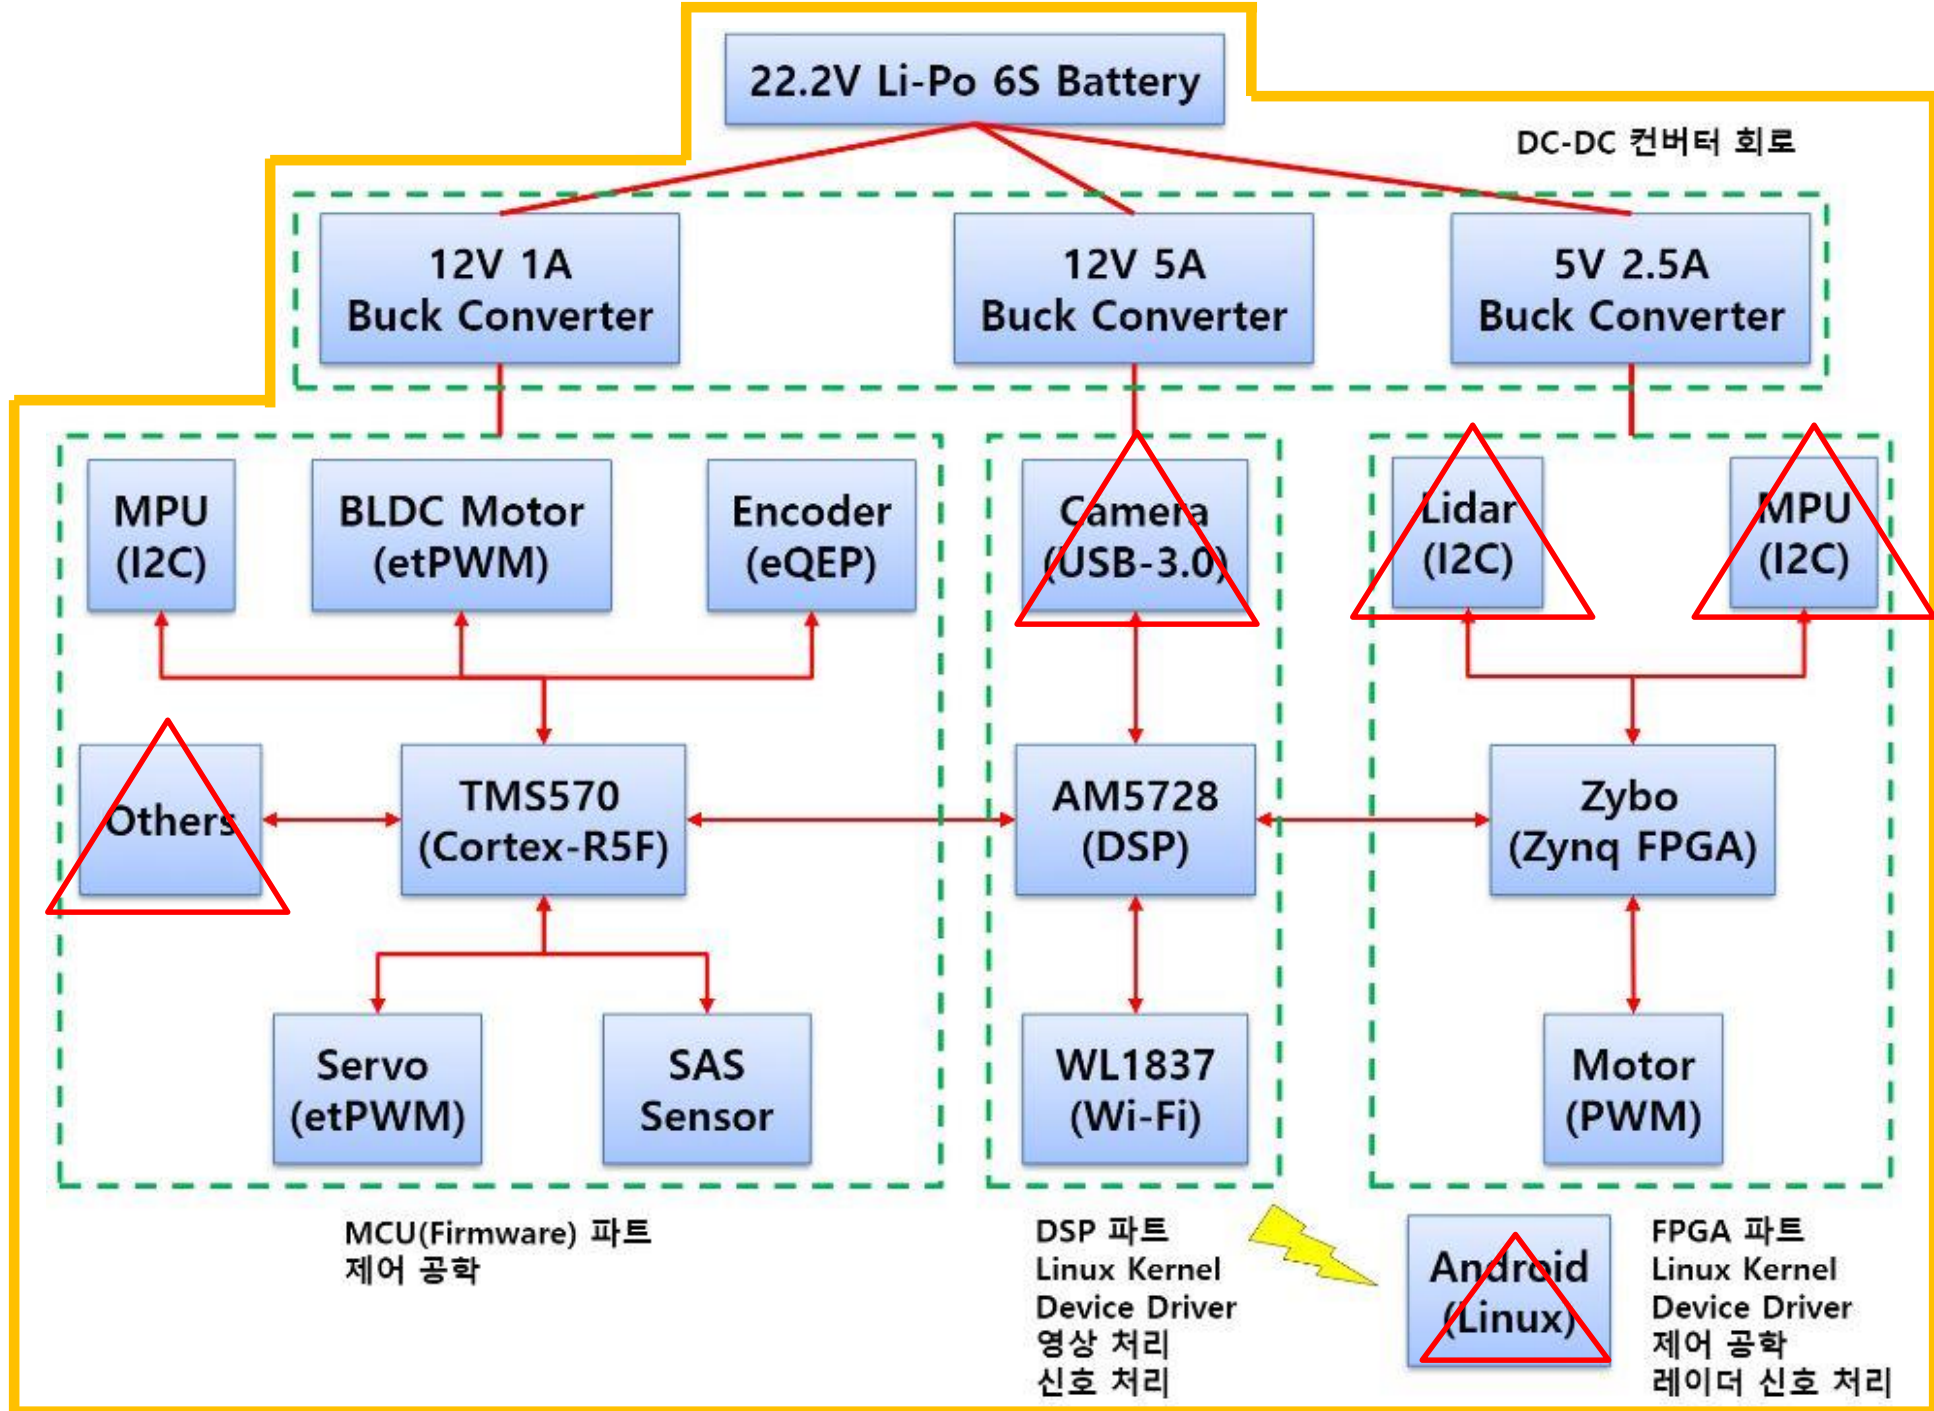 22.2V Li-Po 6S Battery
DC-DC 컨버터 회로
12V 1A
Buck Converter
12V 5A
Buck Converter
5V 2.5A
Buck Converter
MPU
(I2C)
BLDC Motor
(etPWM)
Encoder
(eQEP)
Camera
(USB-3.0)
Lidar
(I2C)
MPU
(I2C)
Others
TMS570
(Cortex-R5F)
AM5728
(DSP)
Zybo
(Zynq FPGA)
Servo
(etPWM)
SAS
Sensor
WL1837
(Wi-Fi)
Motor
(PWM)
MCU(Firmware) 파트
제어 공학
DSP 파트
Linux Kernel
Device Driver
영상 처리
신호 처리
Android
(Linux)
FPGA 파트
Linux Kernel
Device Driver
제어 공학
레이더 신호 처리